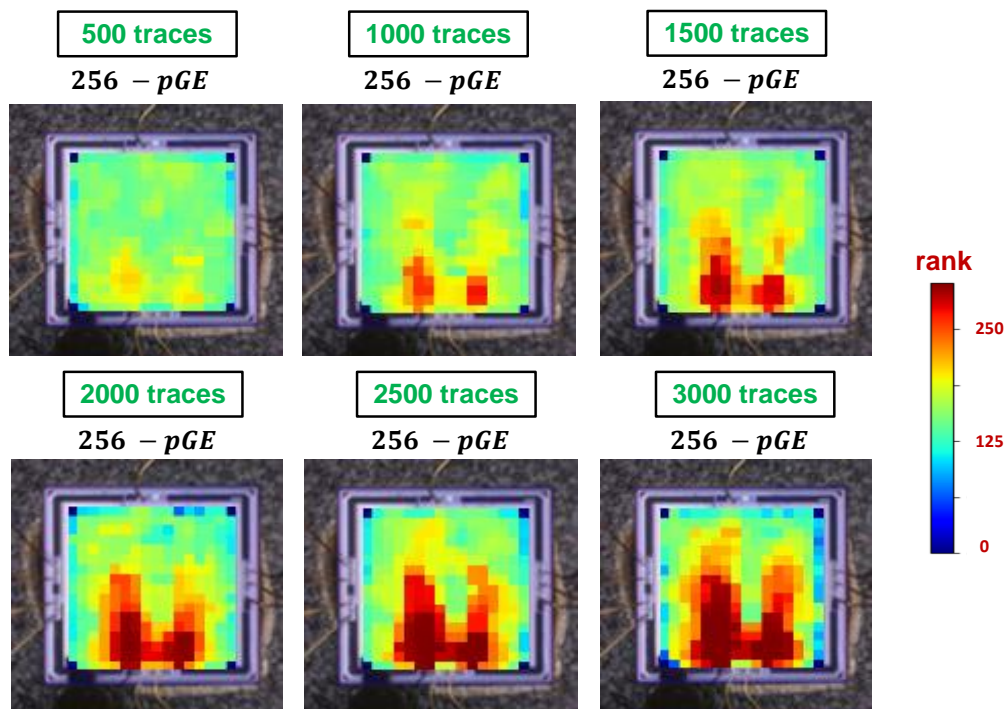 500 traces
256 − pGE
1000 traces
256 − pGE
1500 traces
256 − pGE
rank
250
125
0
2000 traces
256 − pGE
2500 traces
256 − pGE
3000 traces
256 − pGE